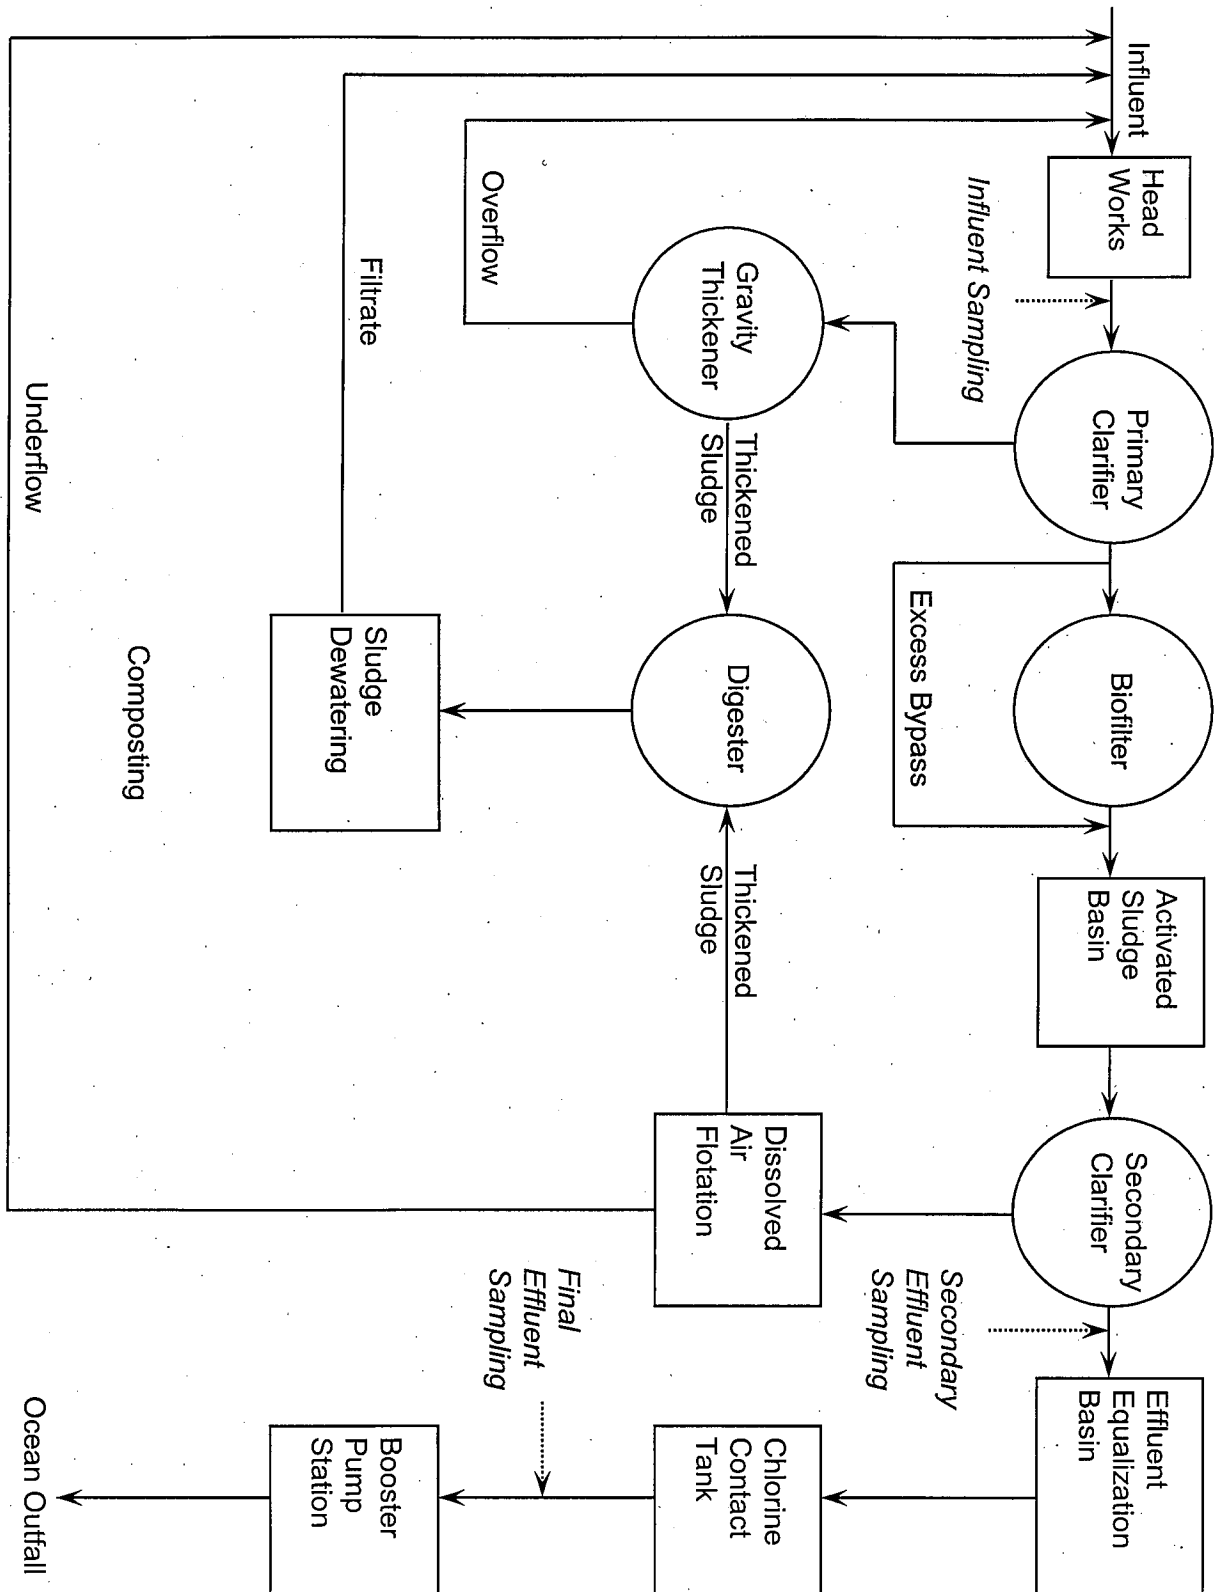 Influent
Head
Works
Influent Sampling
Primary
Clarifier
Biofilter
Excess Bypass
Activated
Sludge
Basin
Secondary
Clarifier
Secondary
Effluent
Sampling
Effluent
Equalization
Basin
Gravity
Thickener
Overflow
Thickened
Sludge
Digester
Thickened
Sludge
Dissolved
Air
Flotation
Chlorine
Contact
Tank
Final
Effluent
Sampling
Filtrate
Sludge
Dewatering
Booster
Pump
Station
Composting
Underflow
Ocean Outfall